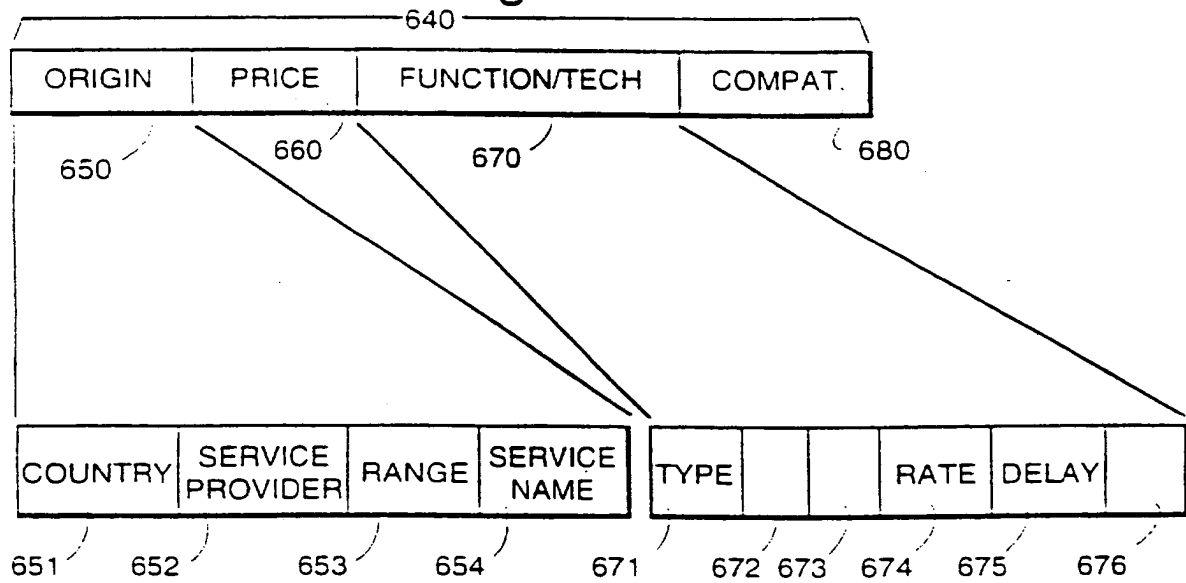 640
ORIGIN PRICE FUNCTION/TECH COMPAT.
650 660 670 680
COUNTRY SERVICE PROVIDER RANGE SERVICE NAME TYPE RATE DELAY
651 652 653 654 671 672 673 674 675 676